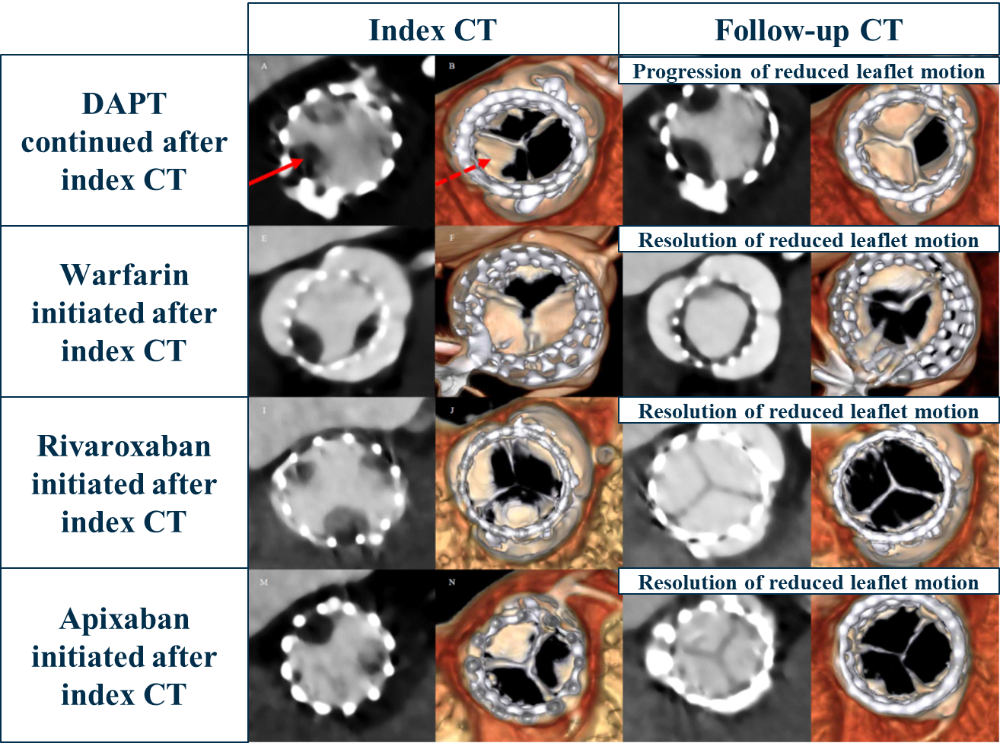 Index CT
Follow-up CT
DAPT
continued after
index CT
A
B
Progression of reduced leaflet motion
Warfarin
initiated after
index CT
E
F
Resolution of reduced leaflet motion
Rivaroxaban
initiated after
index CT
I
J
Resolution of reduced leaflet motion
Apixaban
initiated after
index CT
M
N
Resolution of reduced leaflet motion